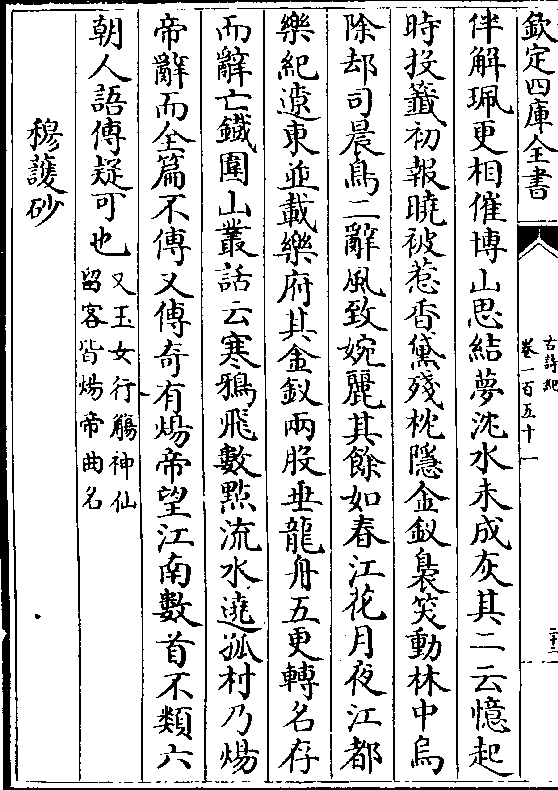 欽定四庫全書
古詩紀
卷一百五十一
伴解珮更相催博山思結夢沈水未成灰其二云憶起
時投籤初報曉被惹香黛殘枕隱金釵裊笑動林中烏
除却司晨鳥二辭風致婉麗其餘如春江花月夜江都
樂紀遼東並載樂府其金釵兩股垂龍舟五更轉名存
而辭亡鐵圍山叢話云寒鴉飛數點流水遶孤村乃煬
帝辭而全篇不傳又傳奇有煬帝望江南數首不類六
朝人語傳疑可也又玉女行觴神仙
留客皆煬帝曲名
穆護砂